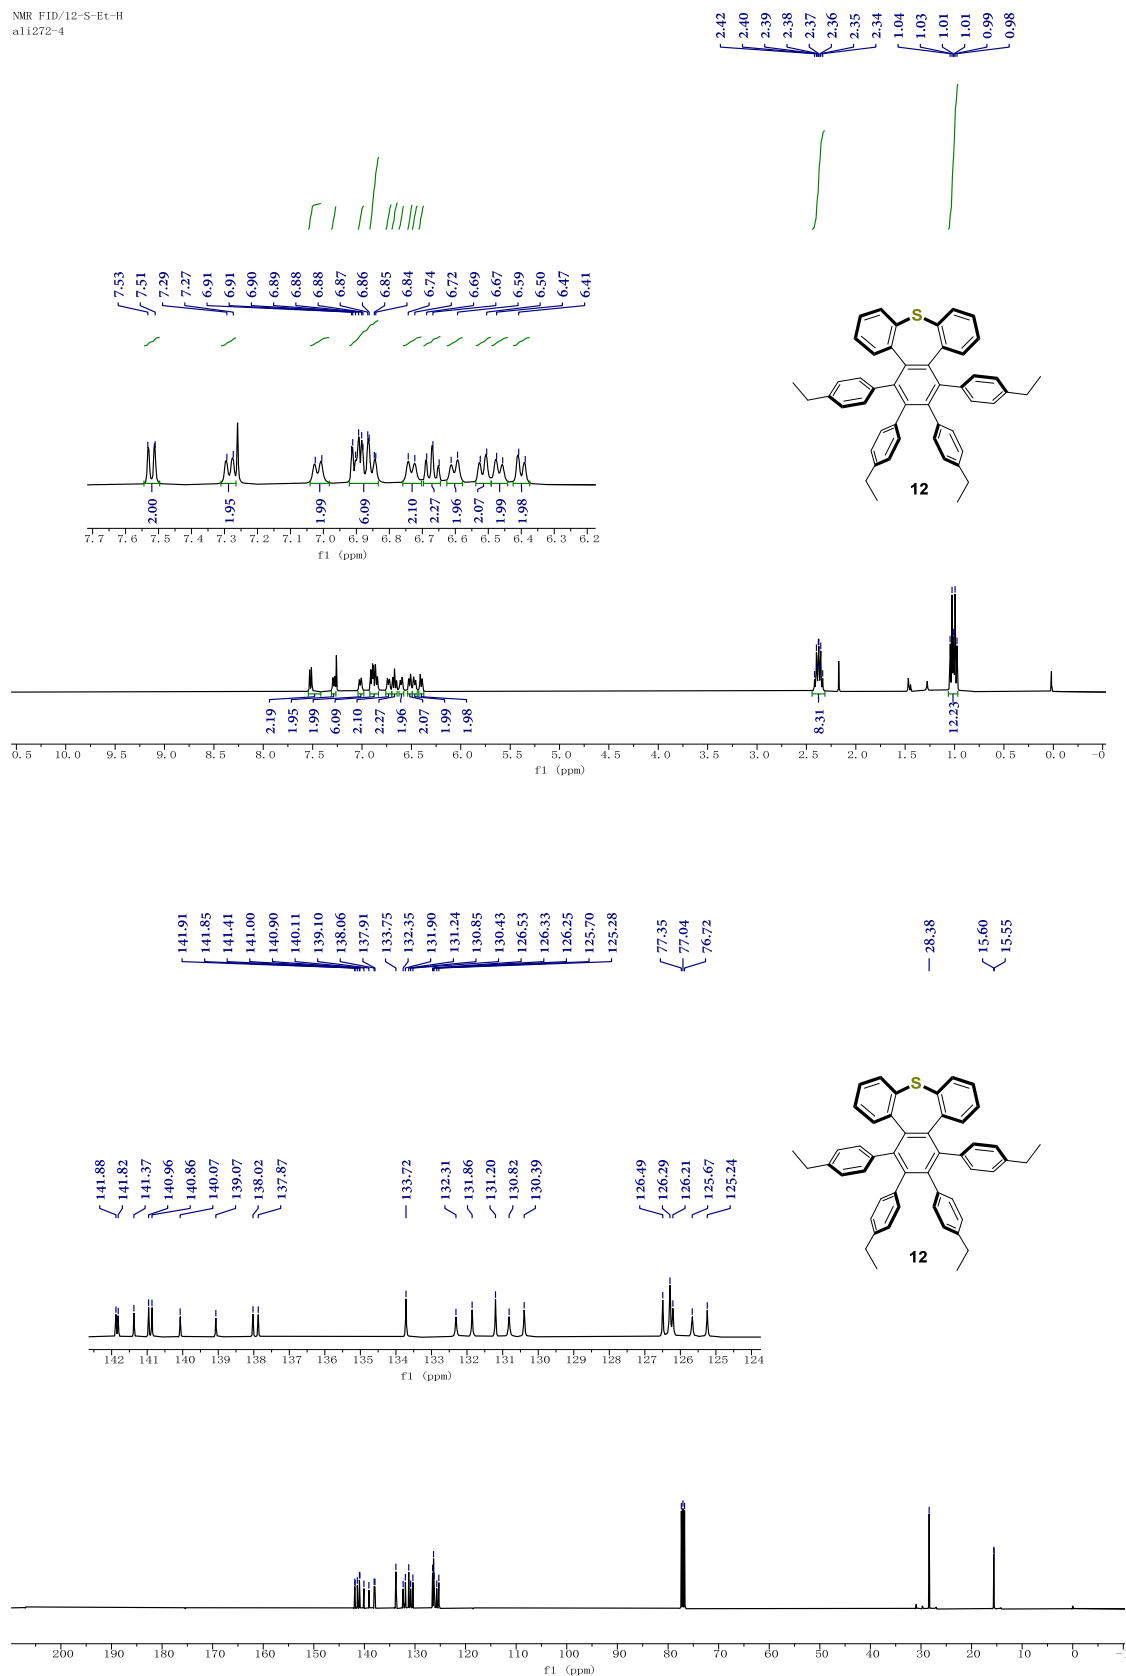 NMR FID/12-S-Et-H
ali272-4
2.42 2.40 2.39 2.38 2.37 2.36 2.35 2.34 1.04 1.03 1.01 1.01 0.99 0.98
7.53 7.51 7.29 7.27 6.91 6.91 6.90 6.89 6.88 6.88 6.87 6.86 6.85 6.84 6.74 6.72 6.69 6.67 6.59 6.50 6.47 6.41
S
12
2.00 1.95 1.99 6.09 2.10 2.27 1.96 2.07 1.99 1.98
7.7 7.6 7.5 7.4 7.3 7.2 7.1 7.0 6.9 6.8 6.7 6.6 6.5 6.4 6.3 6.2
f1 (ppm)
2.19 1.95 1.99 6.09 2.10 2.27 1.96 2.07 1.99 1.98 8.31 12.23
0.5 10.0 9.5 9.0 8.5 8.0 7.5 7.0 6.5 6.0 5.5 5.0 4.5 4.0 3.5 3.0 2.5 2.0 1.5 1.0 0.5 0.0 -0
f1 (ppm)
141.91 141.85 141.41 141.00 140.90 140.11 139.10 138.06 137.91 133.75 132.35 131.90 131.24 130.85 130.43 126.53 126.33 126.25 125.70 125.28 77.35 77.04 76.72 28.38 15.60 15.55
S
12
141.88 141.82 141.37 140.96 140.86 140.07 139.07 138.02 137.87 133.72 132.31 131.86 131.20 130.82 130.39 126.49 126.29 126.21 125.67 125.24
142 141 140 139 138 137 136 135 134 133 132 131 130 129 128 127 126 125 124
f1 (ppm)
200 190 180 170 160 150 140 130 120 110 100 90 80 70 60 50 40 30 20 10 0 -1
f1 (ppm)